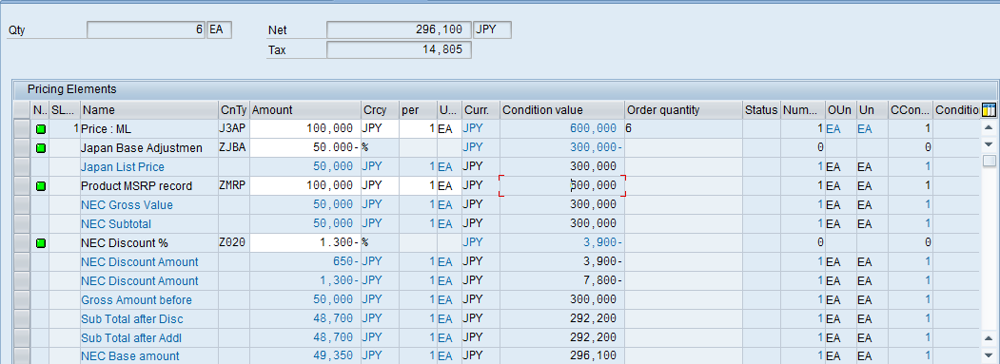 Qty 6 EA Net 296,100 JPY
Tax 14,805
Pricing Elements
N.. SL... Name CnTy Amount Crcy per U... Curr. Condition value Order quantity Status Num... OUn Un CCon... Conditio
1 Price : ML J3AP 100,000 JPY 1 EA JPY 600,000 6 1 EA EA 1
Japan Base Adjustmen ZJBA 50.000- % JPY 300,000- 0 0
Japan List Price 50,000 JPY 1 EA JPY 300,000 1 EA EA 1
Product MSRP record ZMRP 100,000 JPY 1 EA JPY 600,000 1 EA EA 1
NEC Gross Value 50,000 JPY 1 EA JPY 300,000 1 EA EA 1
NEC Subtotal 50,000 JPY 1 EA JPY 300,000 1 EA EA 1
NEC Discount % Z020 1.300- % JPY 3,900- 0 0
NEC Discount Amount 650- JPY 1 EA JPY 3,900- 1 EA EA 1
NEC Discount Amount 1,300- JPY 1 EA JPY 7,800- 1 EA EA 1
Gross Amount before 50,000 JPY 1 EA JPY 300,000 1 EA EA 1
Sub Total after Disc 48,700 JPY 1 EA JPY 292,200 1 EA EA 1
Sub Total after Addl 48,700 JPY 1 EA JPY 292,200 1 EA EA 1
NEC Base amount 49,350 JPY 1 EA JPY 296,100 1 EA EA 1